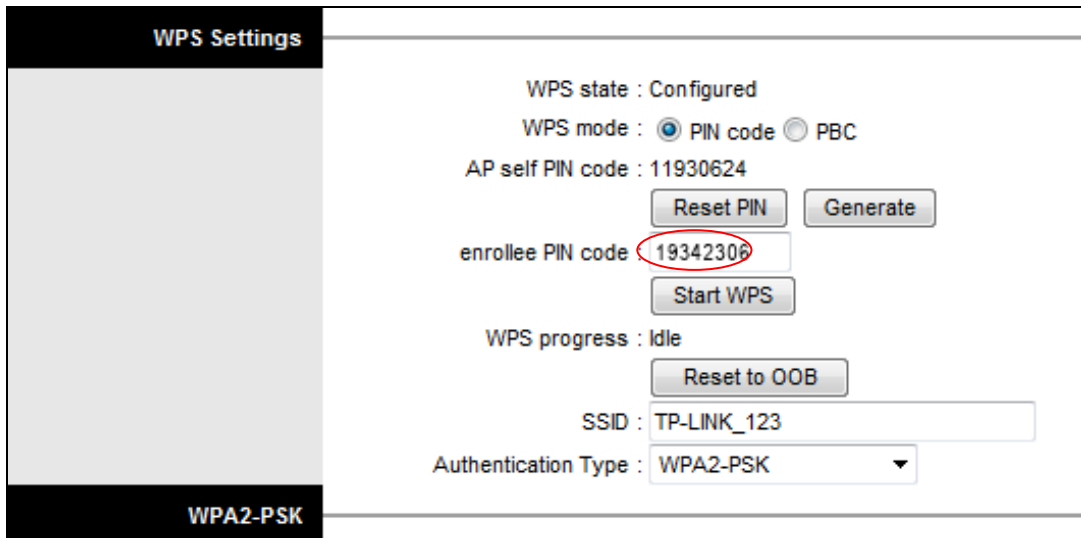 WPS Settings
WPS state : Configured
WPS mode : PIN code PBC
AP self PIN code : 11930624
Reset PIN Generate
enrollee PIN code : 19342306
Start WPS
WPS progress : Idle
Reset to OOB
SSID : TP-LINK_123
Authentication Type : WPA2-PSK
WPA2-PSK